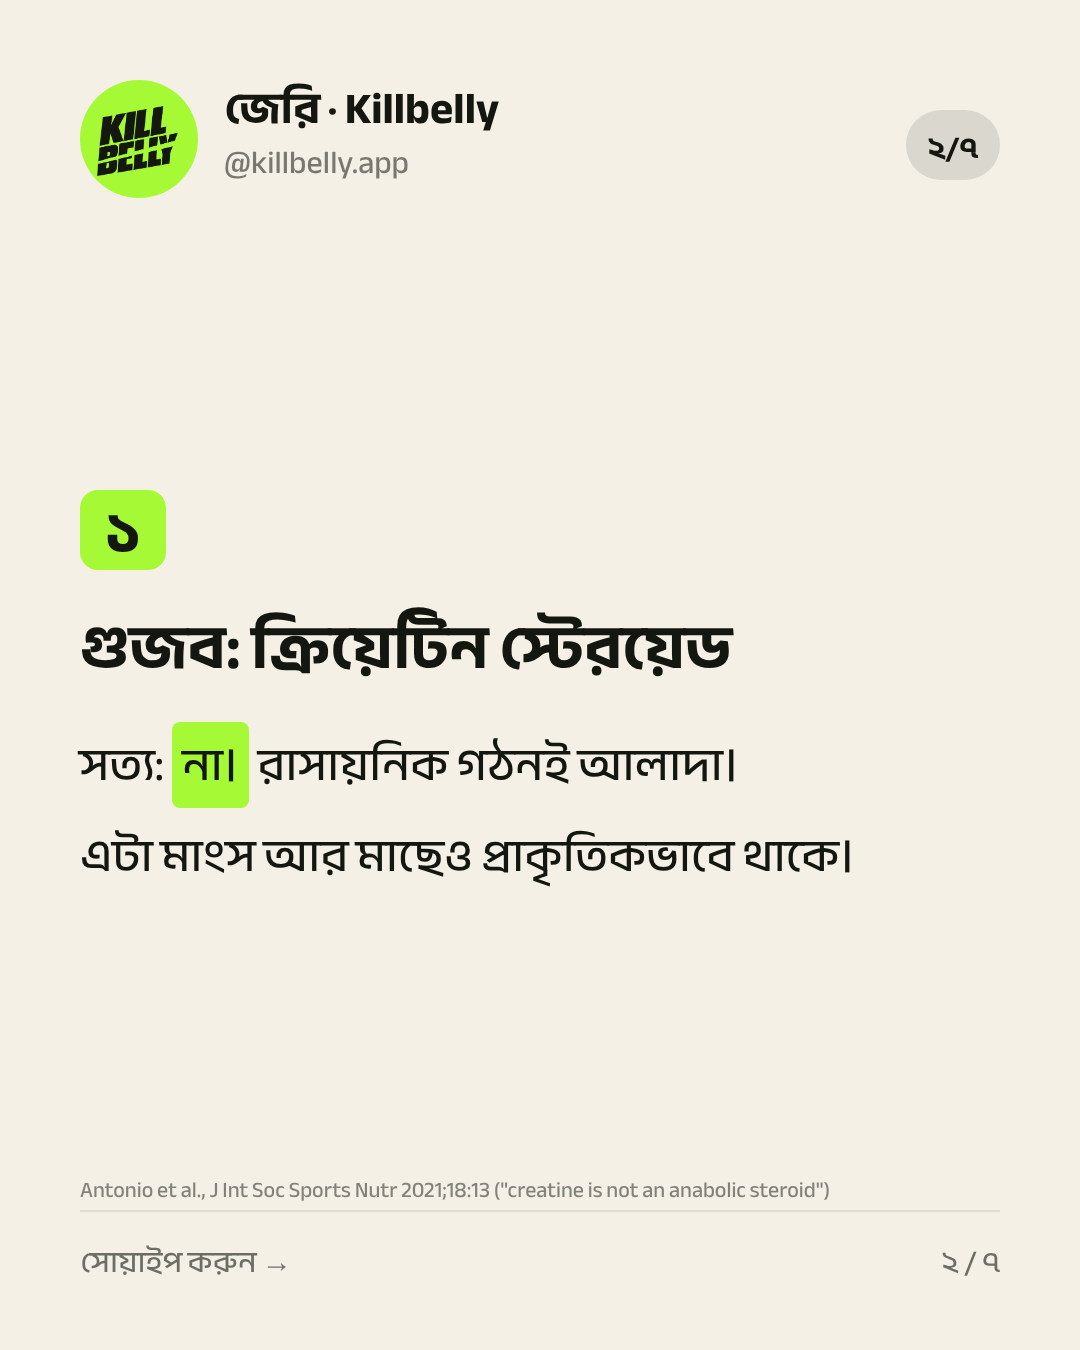 KILL
BELLY
জেরি · Killbelly
@killbelly.app
২/৭
১
গুজব: ক্রিয়েটিন স্টেরয়েড
সত্য: না। রাসায়নিক গঠনই আলাদা।
এটা মাংস আর মাছেও প্রাকৃতিকভাবে থাকে।
Antonio et al., J Int Soc Sports Nutr 2021;18:13 ("creatine is not an anabolic steroid")
সোয়াইপ করুন →
২ / ৭